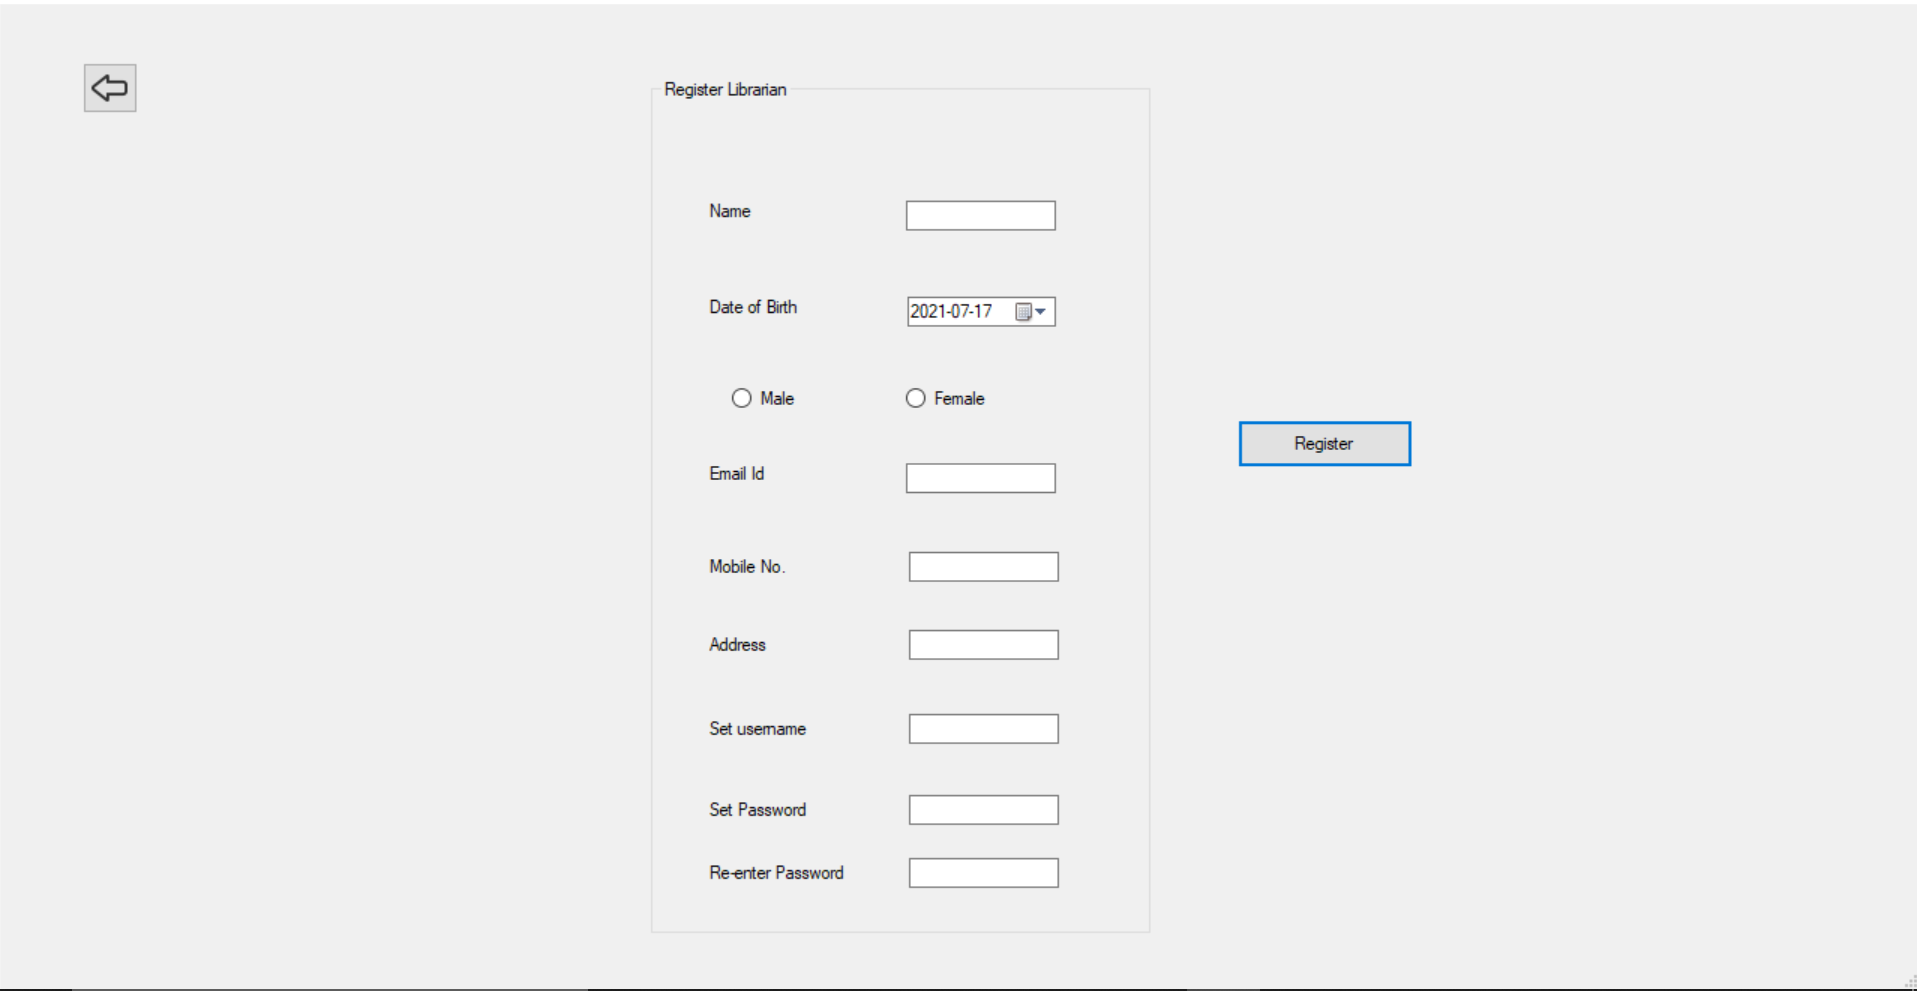 Register Librarian
Name
Date of Birth 2021-07-17
Male Female
Register
Email Id
Mobile No.
Address
Set username
Set Password
Re-enter Password